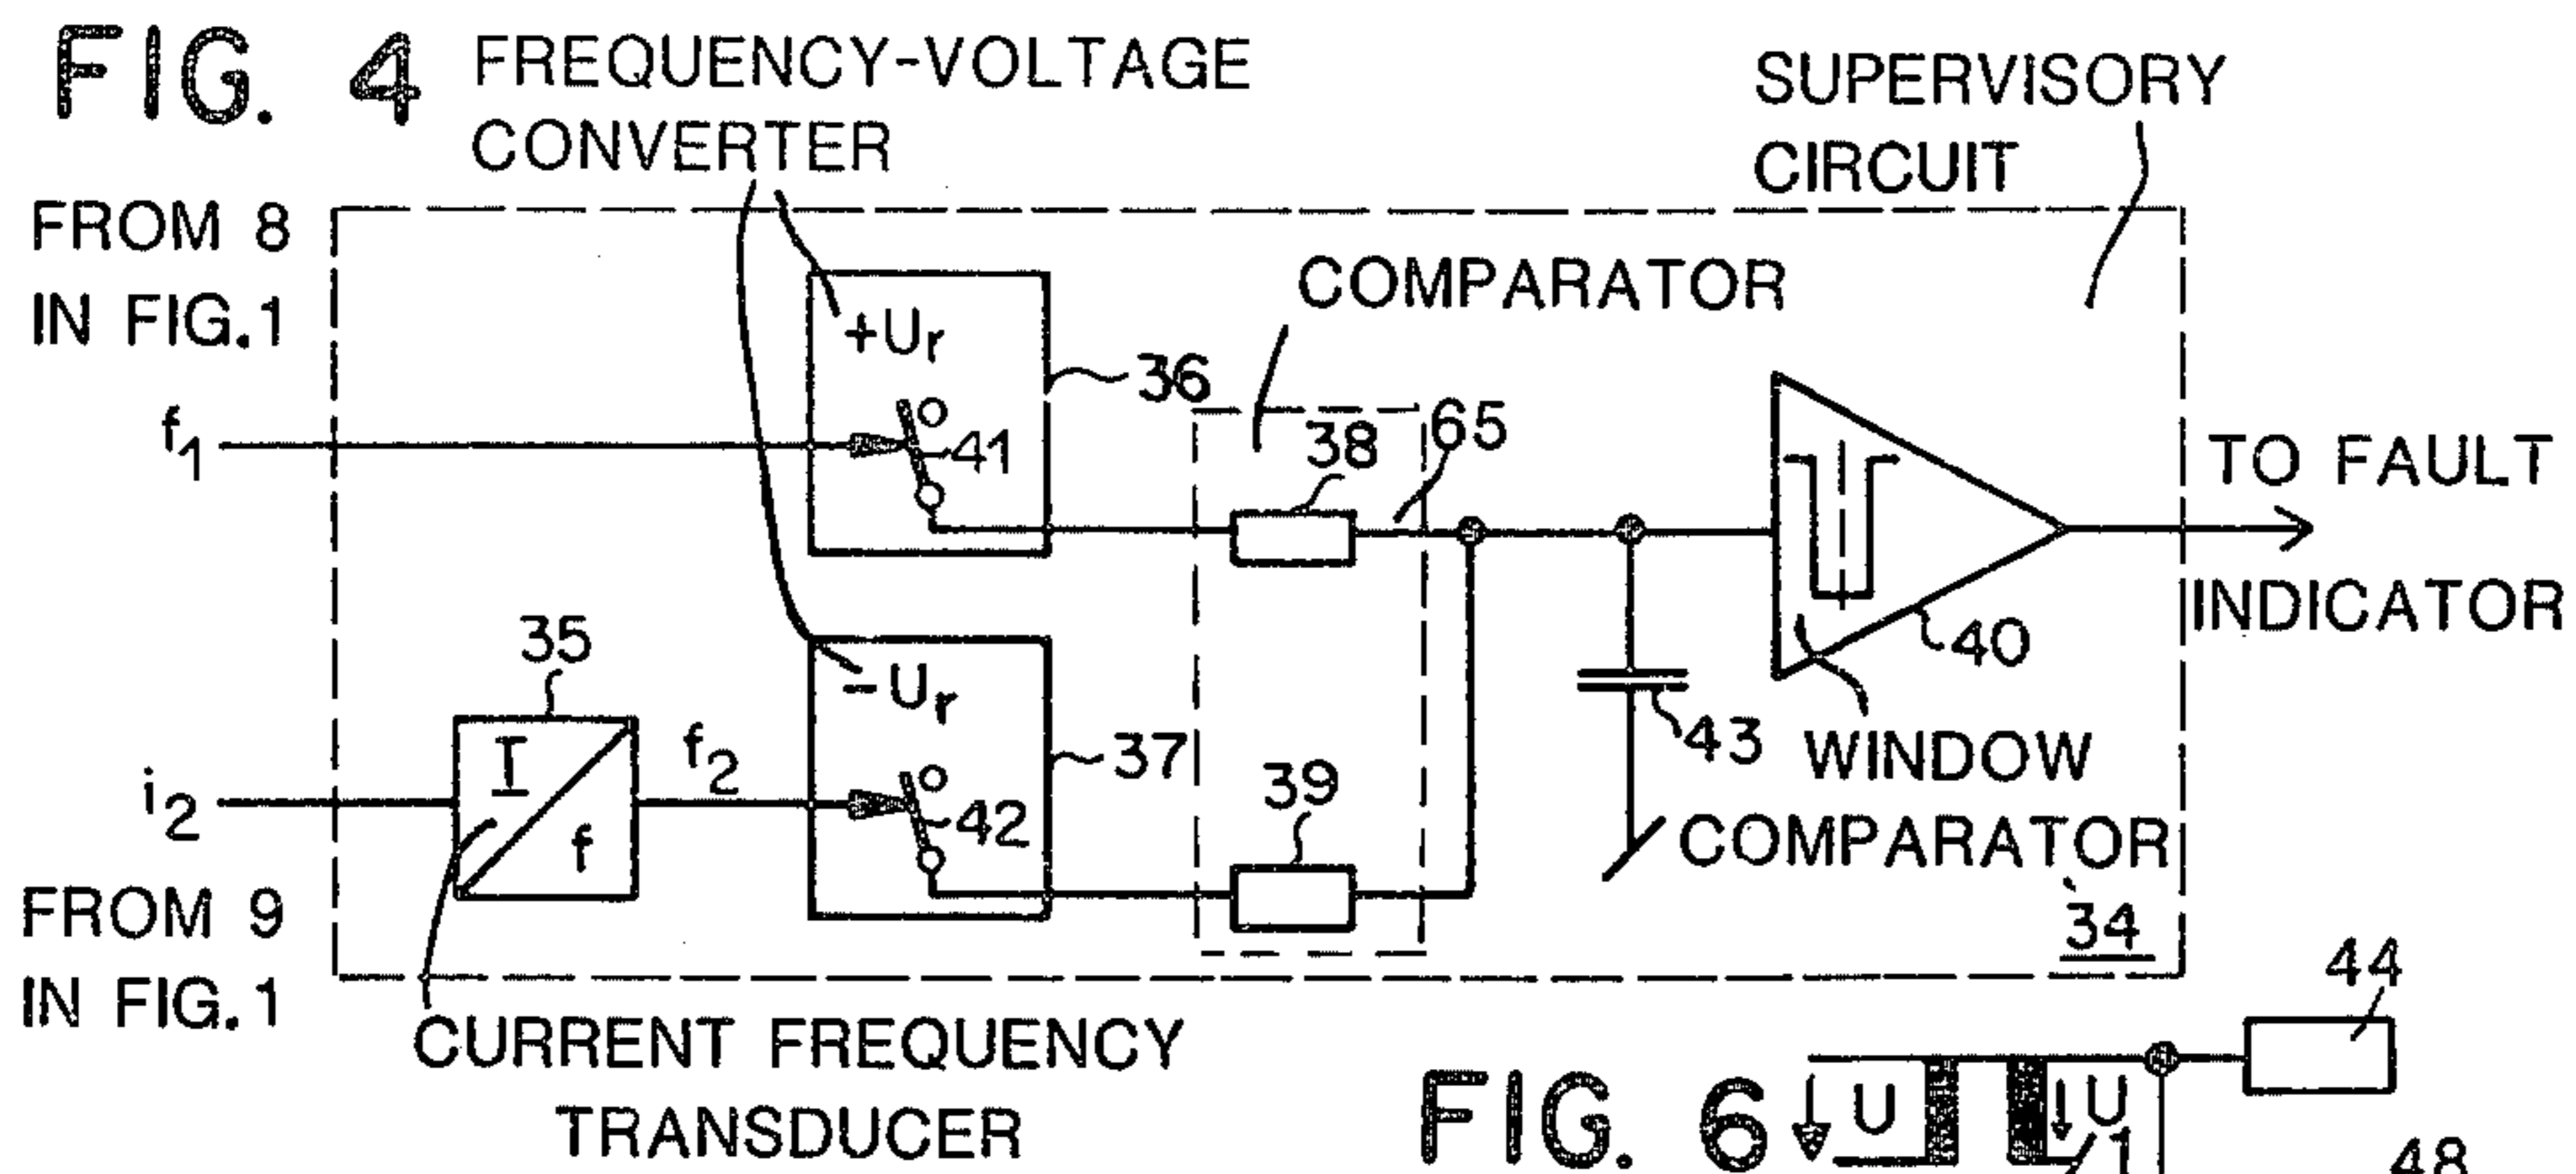 FIG. 4
FREQUENCY-VOLTAGE
CONVERTER
SUPERVISORY
CIRCUIT
FROM 8
IN FIG.1
COMPARATOR
+Ur
36
f1
41
38
65
TO FAULT
INDICATOR
35
I
f
-Ur
f2
37
i2
42
39
40
43
WINDOW
COMPARATOR
34
FROM 9
IN FIG.1
CURRENT FREQUENCY
TRANSDUCER
44
FIG. 6
U
U1
48